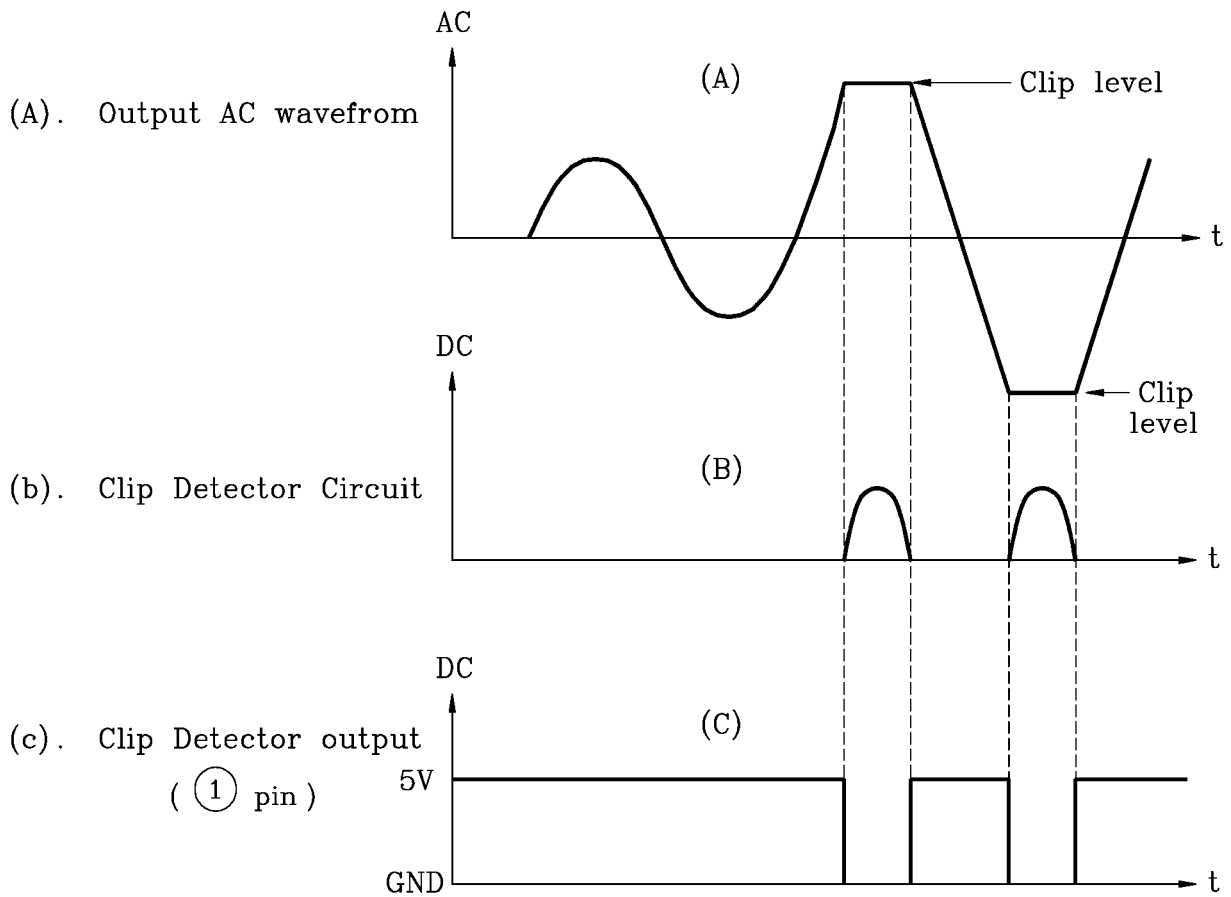 AC
(A)
Clip level
(A). Output AC wavefrom
t
DC
Clip
level
(B)
(b). Clip Detector Circuit
t
DC
(C)
(c). Clip Detector output
5V
( 1 pin )
GND
t